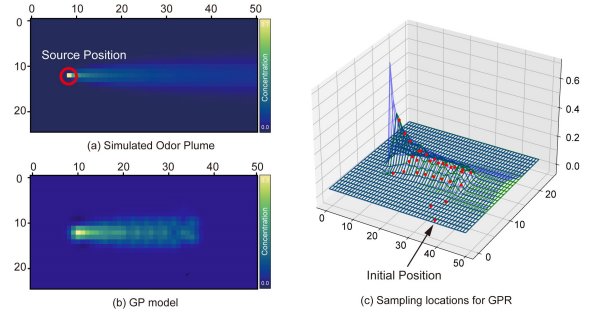 0 10 20 30 40 50
0
10
20
Source Position
Concentration
0.0
(a) Simulated Odor Plume
0 10 20 30 40 50
0
10
20
Concentration
0.0
(b) GP model
0.6
0.4
0.2
0.0
20
10
0
0 10 20 30 40 50
Initial Position
(c) Sampling locations for GPR